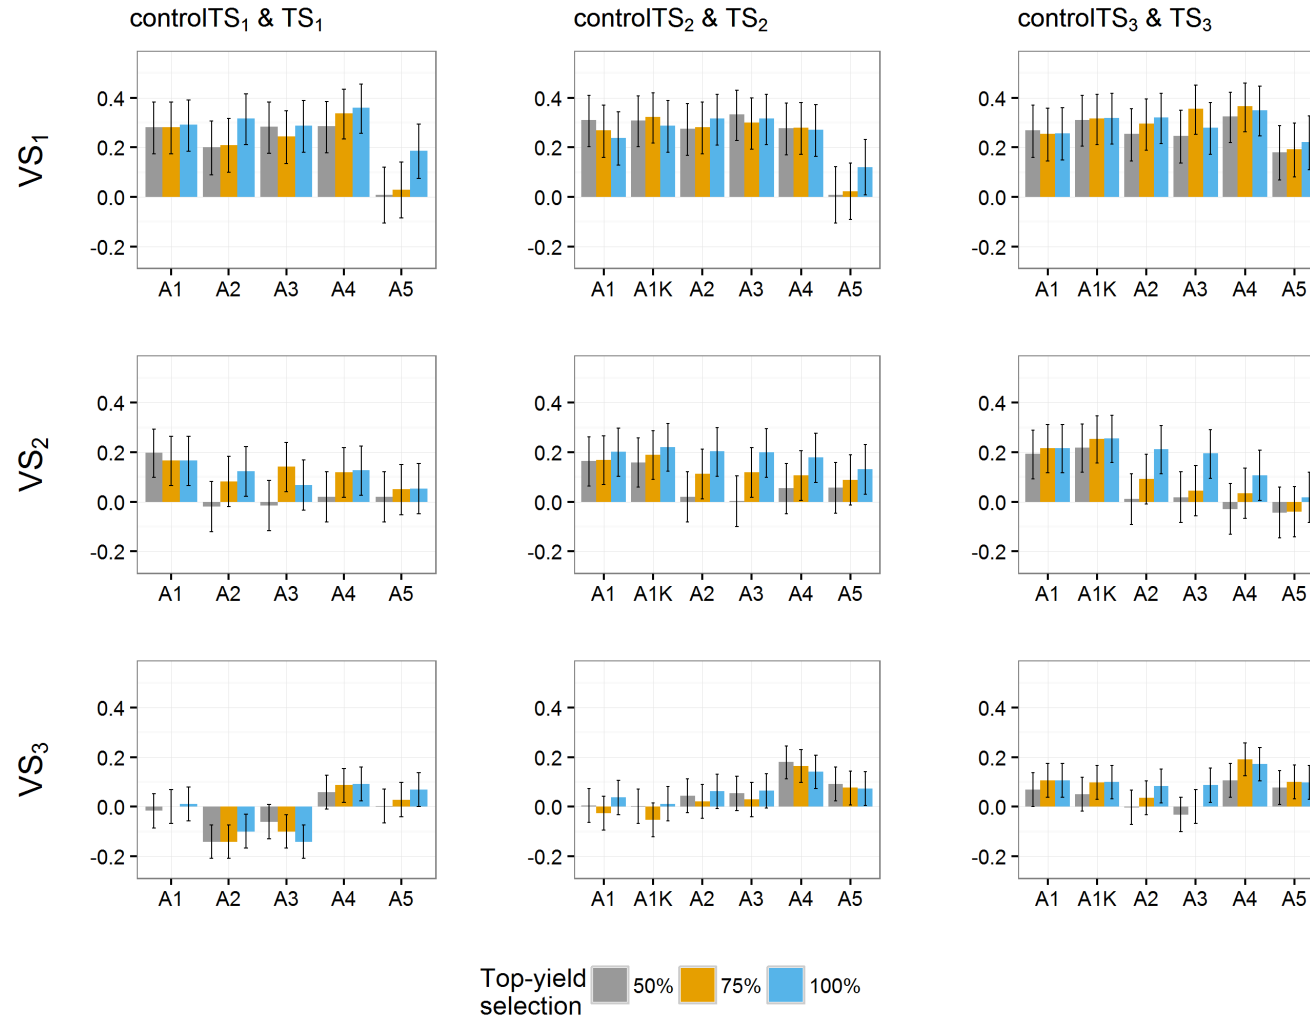 controlTS₁ & TS₁ controlTS₂ & TS₂ controlTS₃ & TS₃
VS₁
0.4 0.4 0.4
0.2 0.2 0.2
0.0 0.0 0.0
-0.2 -0.2 -0.2
A1 A2 A3 A4 A5 A1 A1K A2 A3 A4 A5 A1 A1K A2 A3 A4 A5
VS₂
0.4 0.4 0.4
0.2 0.2 0.2
0.0 0.0 0.0
-0.2 -0.2 -0.2
A1 A2 A3 A4 A5 A1 A1K A2 A3 A4 A5 A1 A1K A2 A3 A4 A5
VS₃
0.4 0.4 0.4
0.2 0.2 0.2
0.0 0.0 0.0
-0.2 -0.2 -0.2
A1 A2 A3 A4 A5 A1 A1K A2 A3 A4 A5 A1 A1K A2 A3 A4 A5
Top-yield
selection 50% 75% 100%